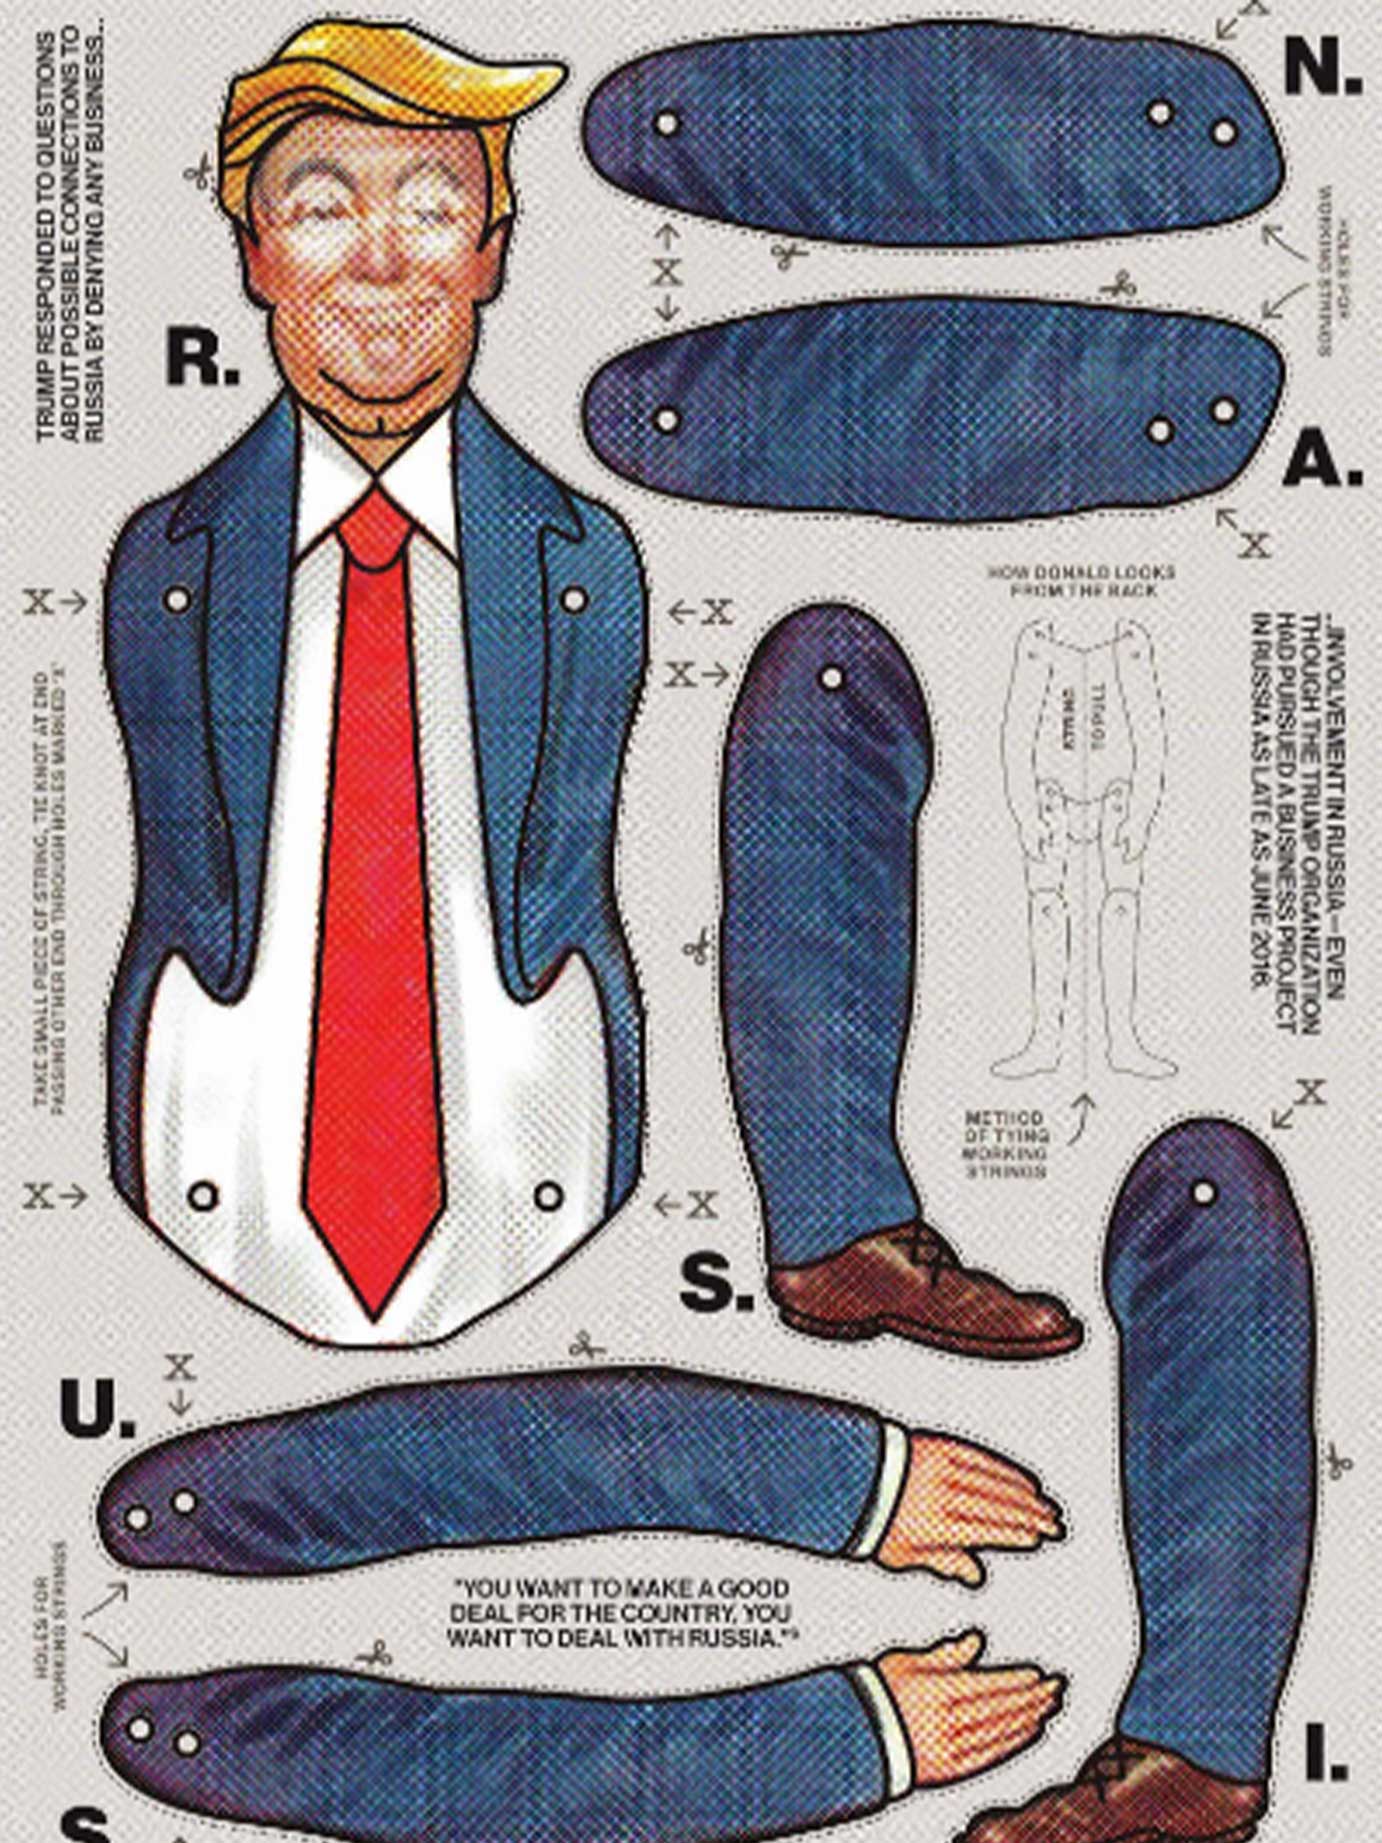 TRUMP RESPONDED TO QUESTIONS
ABOUT POSSIBLE CONNECTIONS TO
RUSSIA BY DENYING ANY BUSINESS...
R.
N.
X
X
HOLES FOR
WORKING STRINGS
A.
X
X
X
X
HOW DONALD LOOKS
FROM THE BACK
...INVOLVEMENT IN RUSSIA—EVEN
THOUGH THE TRUMP ORGANIZATION
HAD PURSUED A BUSINESS PROJECT
IN RUSSIA AS LATE AS JUNE 2016.
TAKE SMALL PIECE OF STRING, TIE KNOT AT END
PASSING OTHER END THROUGH HOLES MARKED 'X'
TO PULL
METHOD
OF TYING
WORKING
STRINGS
X
X
X
S.
X
U.
HOLES FOR
WORKING STRINGS
"YOU WANT TO MAKE A GOOD
DEAL FOR THE COUNTRY, YOU
WANT TO DEAL WITH RUSSIA."
I.
S.